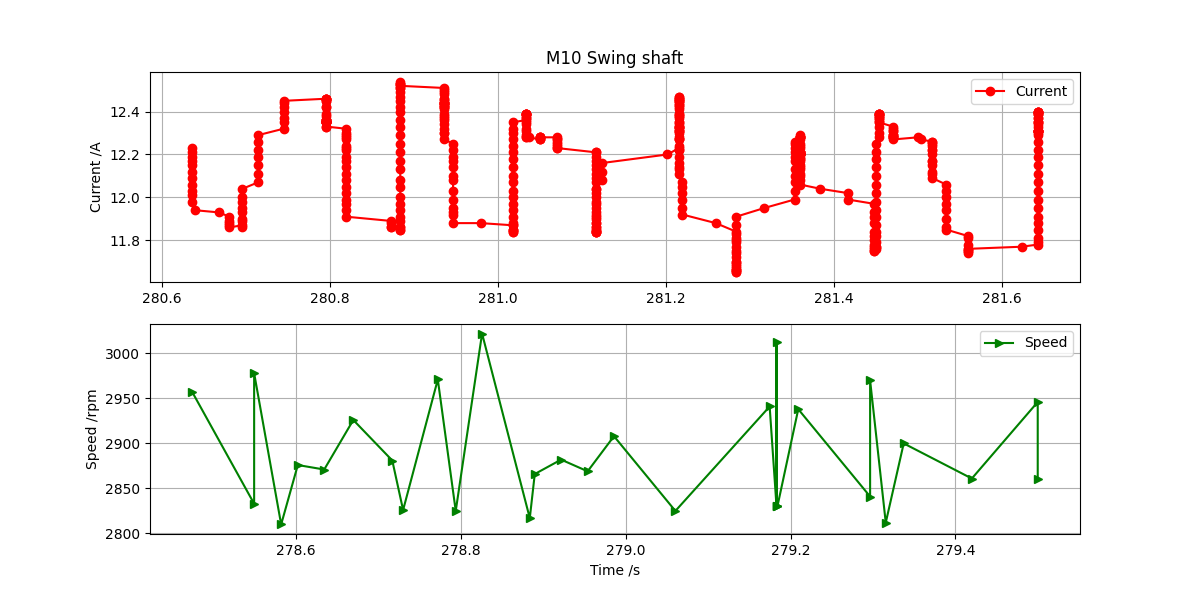 M10 Swing shaft
Current /A
12.4
12.2
12.0
11.8
Current
280.6 280.8 281.0 281.2 281.4 281.6
Speed /rpm
3000
2950
2900
2850
2800
Speed
278.6 278.8 279.0 279.2 279.4
Time /s